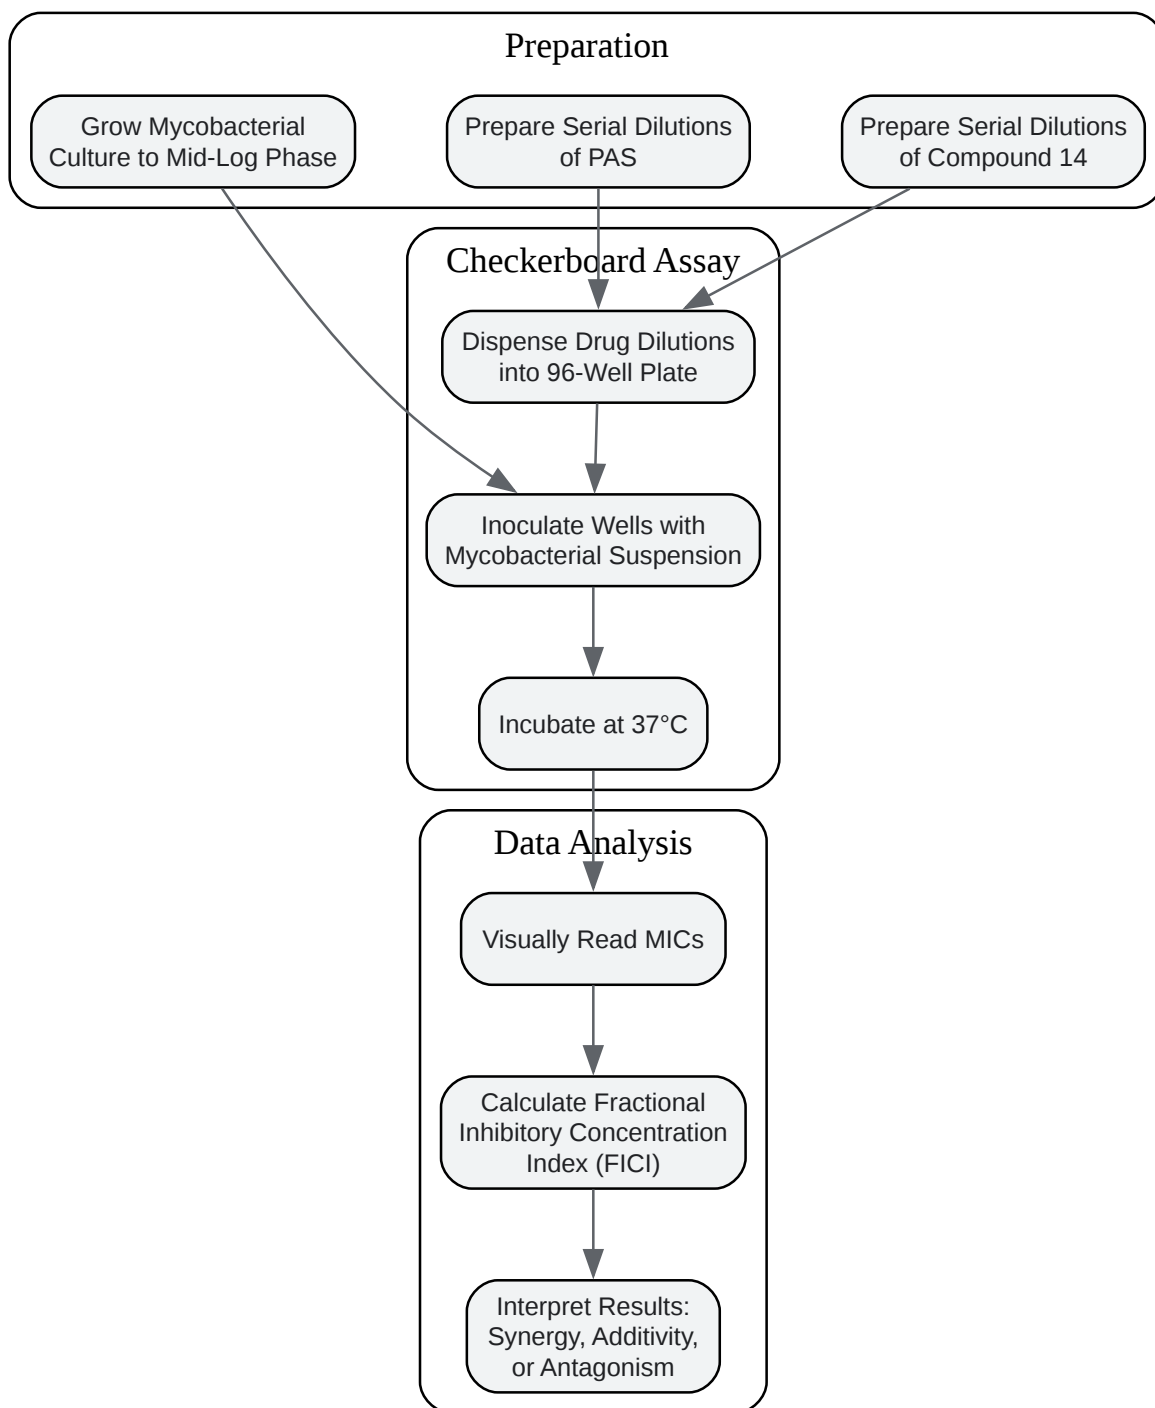 Preparation
Grow Mycobacterial
Culture to Mid-Log Phase
Prepare Serial Dilutions
of PAS
Prepare Serial Dilutions
of Compound 14
Checkerboard Assay
Dispense Drug Dilutions
into 96-Well Plate
Inoculate Wells with
Mycobacterial Suspension
Incubate at 37°C
Data Analysis
Visually Read MICs
Calculate Fractional
Inhibitory Concentration
Index (FICI)
Interpret Results:
Synergy, Additivity,
or Antagonism